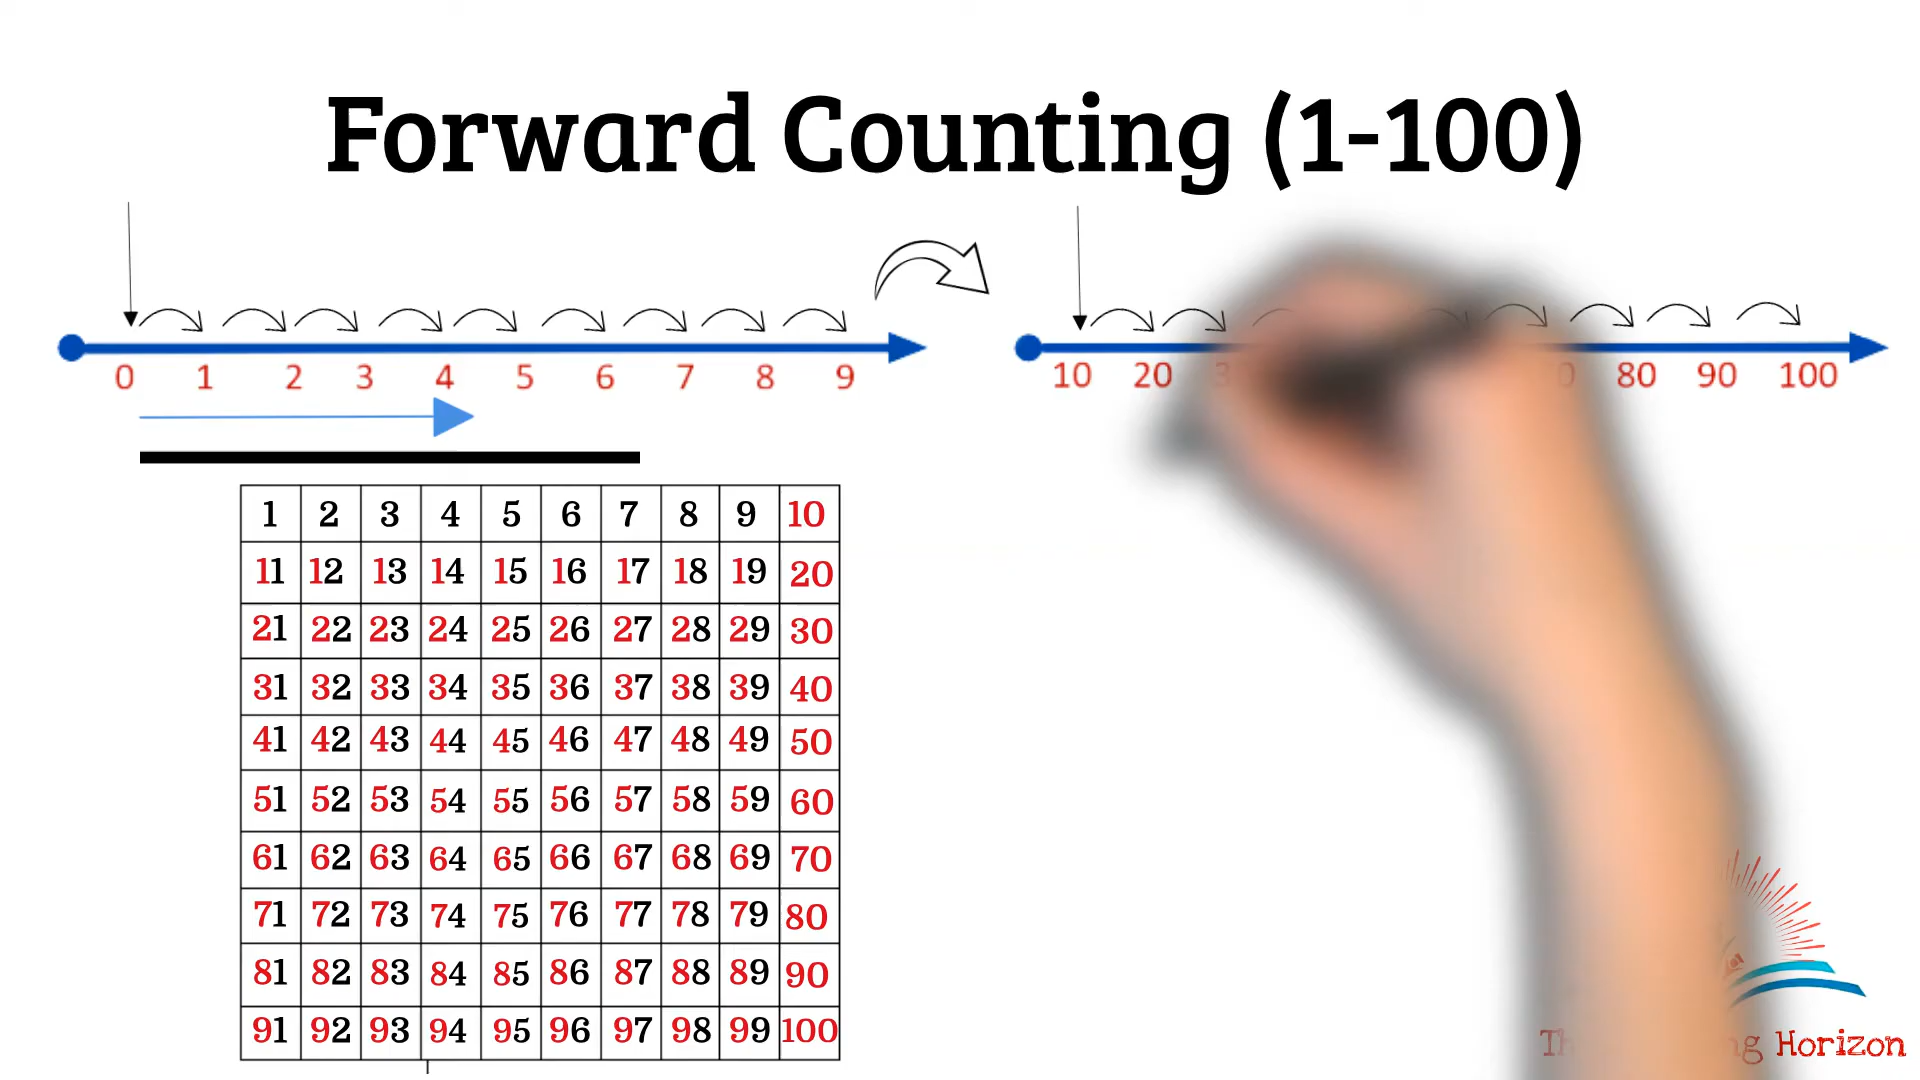 Forward Counting (1-100)
0 1 2 3 4 5 6 7 8 9
10 20 80 90 100
1 2 3 4 5 6 7 8 9 10
11 12 13 14 15 16 17 18 19 20
21 22 23 24 25 26 27 28 29 30
31 32 33 34 35 36 37 38 39 40
41 42 43 44 45 46 47 48 49 50
51 52 53 54 55 56 57 58 59 60
61 62 63 64 65 66 67 68 69 70
71 72 73 74 75 76 77 78 79 80
81 82 83 84 85 86 87 88 89 90
91 92 93 94 95 96 97 98 99 100
Horizon